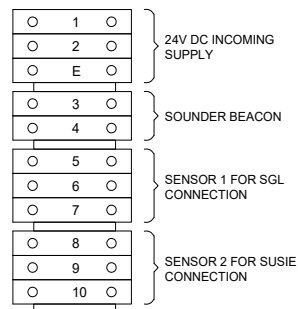 1
2
E
24V DC INCOMING
SUPPLY
3
4
SOUNDER BEACON
5
6
7
SENSOR 1 FOR SGL
CONNECTION
8
9
10
SENSOR 2 FOR SUSIE
CONNECTION